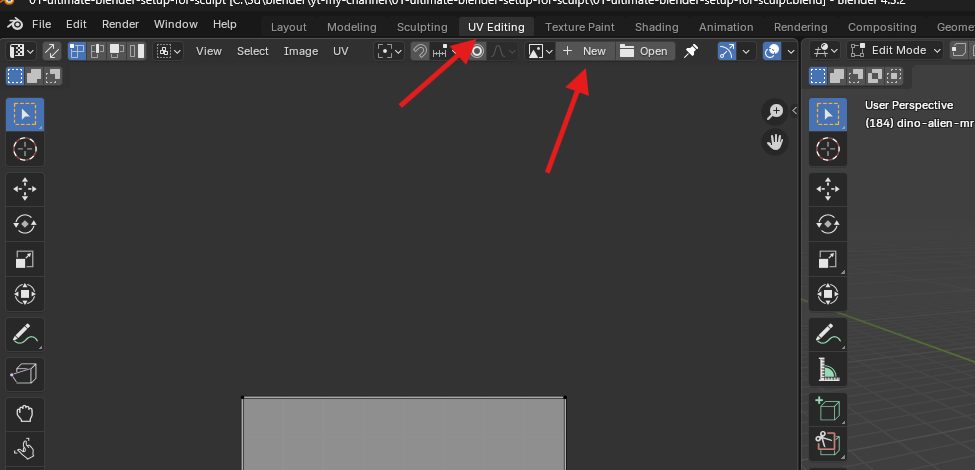 01-ultimate-blender-setup-for-sculpt [C:\3d\blender\yt-my-channel\01-ultimate-blender-setup-for-sculpt\01-ultimate-blender-setup-for-sculpt.blend] - Blender 4.3.2
File Edit Render Window Help Layout Modeling Sculpting UV Editing Texture Paint Shading Animation Rendering Compositing Geome
View Select Image UV New Open Edit Mode
User Perspective
(184) dino-alien-mr